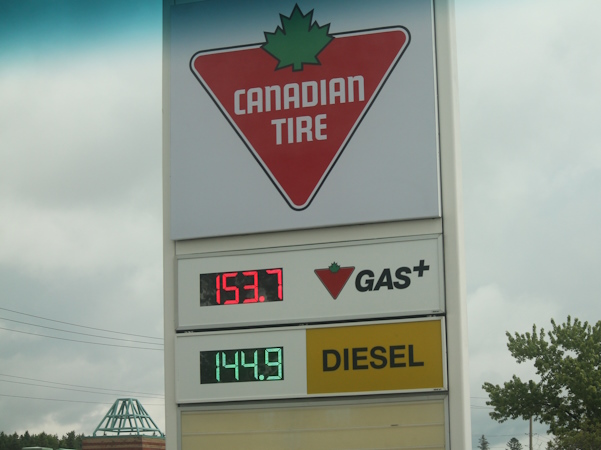 CANADIAN
TIRE
153.7 GAS+
144.9 DIESEL